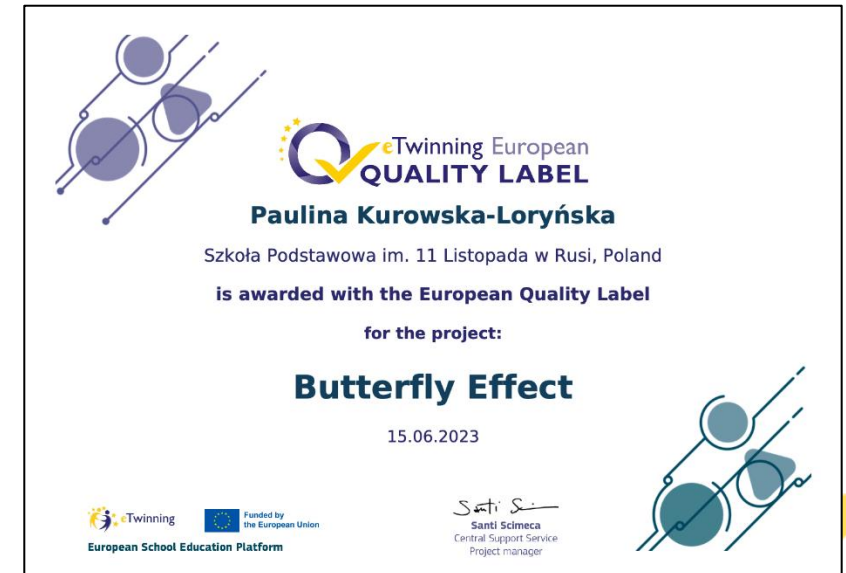 eTwinning European
QUALITY LABEL
Paulina Kurowska-Loryńska
Szkoła Podstawowa im. 11 Listopada w Rusi, Poland
is awarded with the European Quality Label
for the project:
Butterfly Effect
15.06.2023
eTwinning
Funded by
the European Union
European School Education Platform
Santi Scimeca
Central Support Service
Project manager